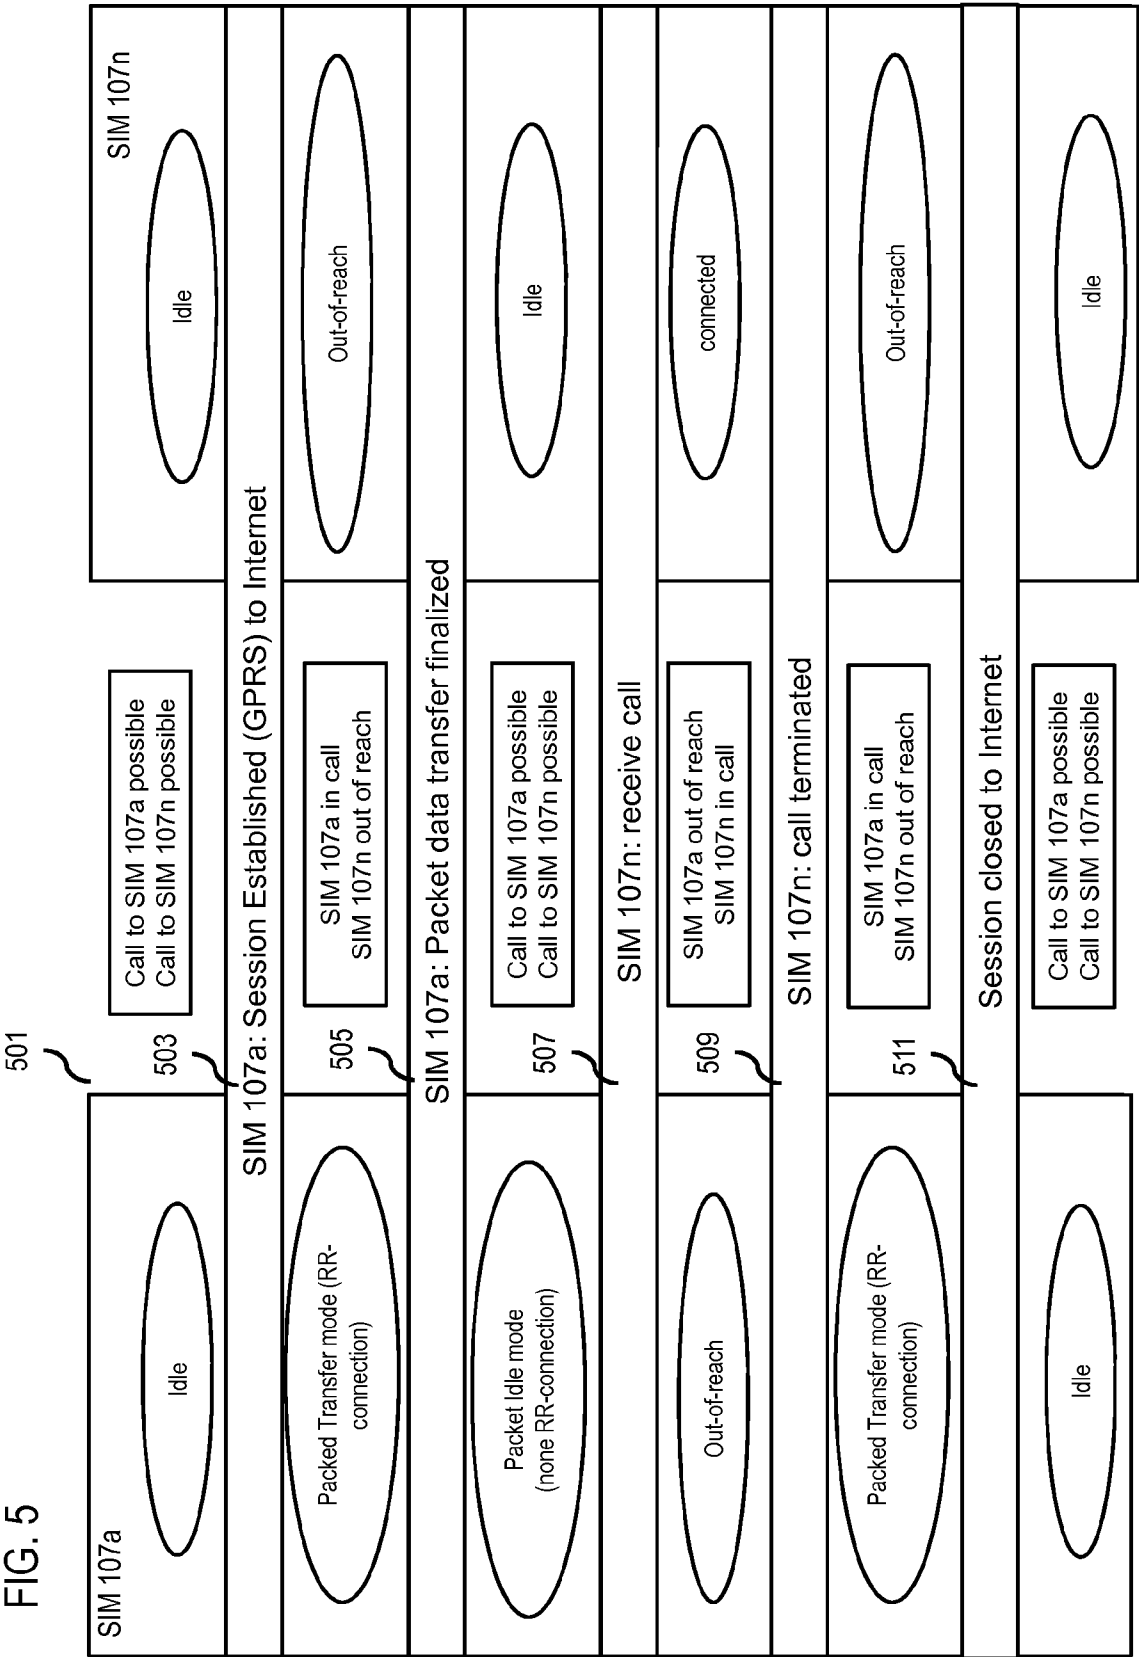 FIG. 5
SIM 107a
SIM 107n
501
Idle
Call to SIM 107a possible
Call to SIM 107n possible
Idle
503
SIM 107a: Session Established (GPRS) to Internet
Packed Transfer mode (RR-
connection)
SIM 107a in call
SIM 107n out of reach
Out-of-reach
505
SIM 107a: Packet data transfer finalized
Packet Idle mode
(none RR-connection)
Call to SIM 107a possible
Call to SIM 107n possible
Idle
507
SIM 107n: receive call
Out-of-reach
SIM 107a out of reach
SIM 107n in call
connected
509
SIM 107n: call terminated
Packed Transfer mode (RR-
connection)
SIM 107a in call
SIM 107n out of reach
Out-of-reach
511
Session closed to Internet
Idle
Call to SIM 107a possible
Call to SIM 107n possible
Idle